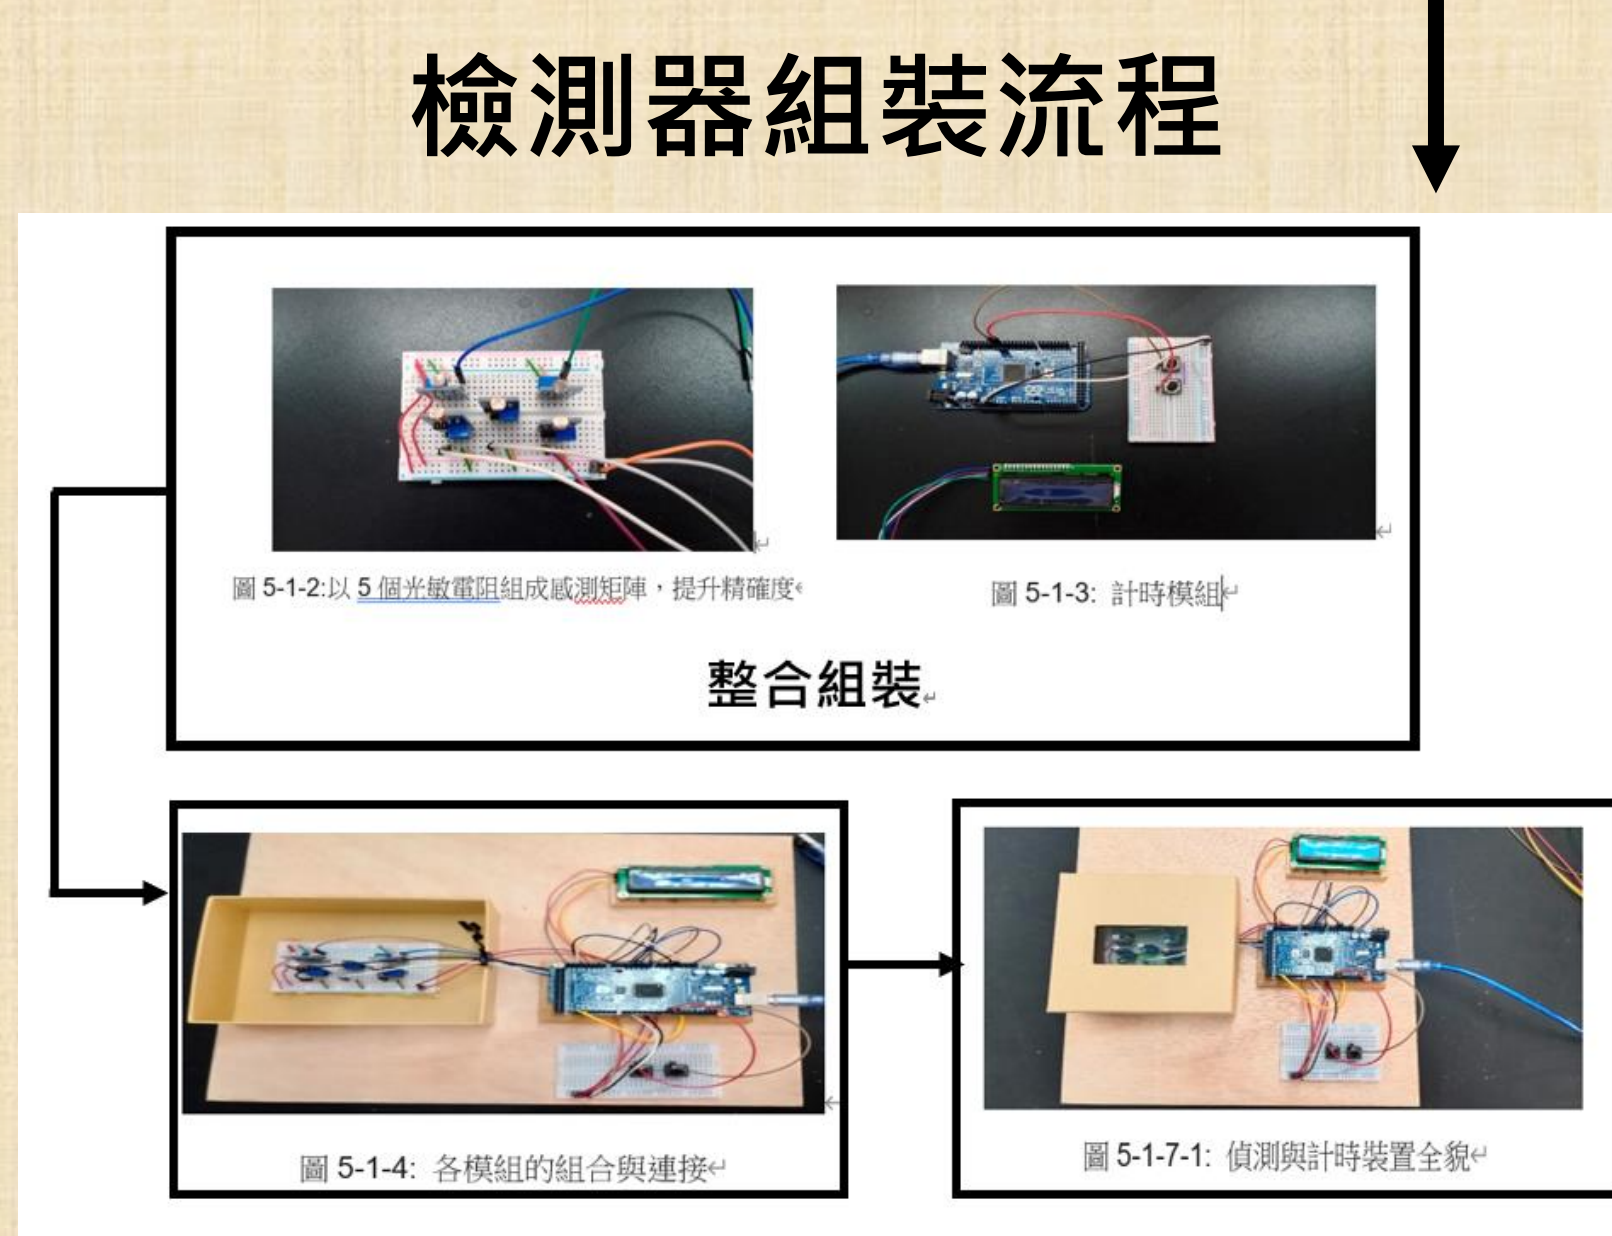 檢測器組裝流程
圖 5-1-2:以 5 個光敏電阻組成感測矩陣，提升精確度
圖 5-1-3: 計時模組
整合組裝
圖 5-1-4: 各模組的組合與連接
圖 5-1-7-1: 偵測與計時裝置全貌